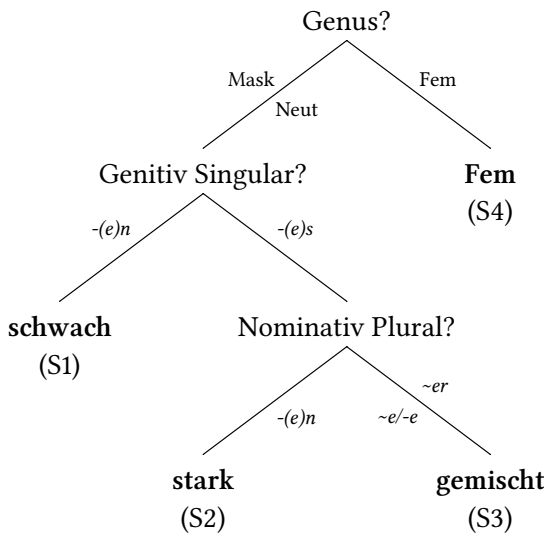 Genus?
Mask
Neut
Fem
Genitiv Singular?
Fem
(S4)
-(e)n
-(e)s
schwach
(S1)
Nominativ Plural?
-(e)n
~e/-e
~er
stark
(S2)
gemischt
(S3)